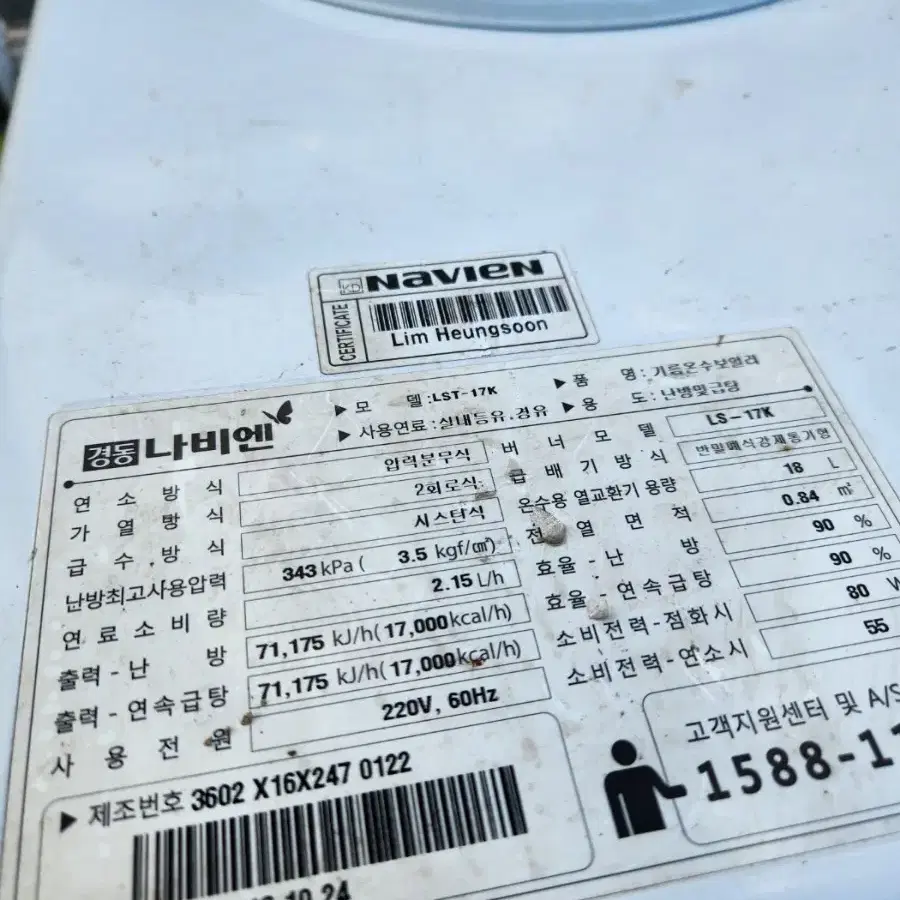 KD NAVIEN
CERTIFICATE
Lim Heungsoon
경동나비엔
▶모 델:LST-17K ▶품 명:기름온수보일러
▶사용연료:실내등유,경유 ▶용 도:난방및급탕
연소방식 압력분무식
가열방식 2회로식
급수방식 시스턴식
난방최고사용압력 343 kPa ( 3.5 kgf/㎠)
연료소비량 2.15 L/h
출력-난방 71,175 kJ/h(17,000kcal/h)
출력-연속급탕 71,175 kJ/h(17,000kcal/h)
사용전원 220V, 60Hz
버너모델 LS-17K
급배기방식 반밀폐식강제통기형
온수용 열교환기 용량 18 L
전열면적 0.84 ㎡
효율-난방 90 %
효율-연속급탕 90 %
소비전력-점화시 80 W
소비전력-연소시 55
▶제조번호 3602 X16X247 0122
10.24
고객지원센터 및 A/S
1588-11